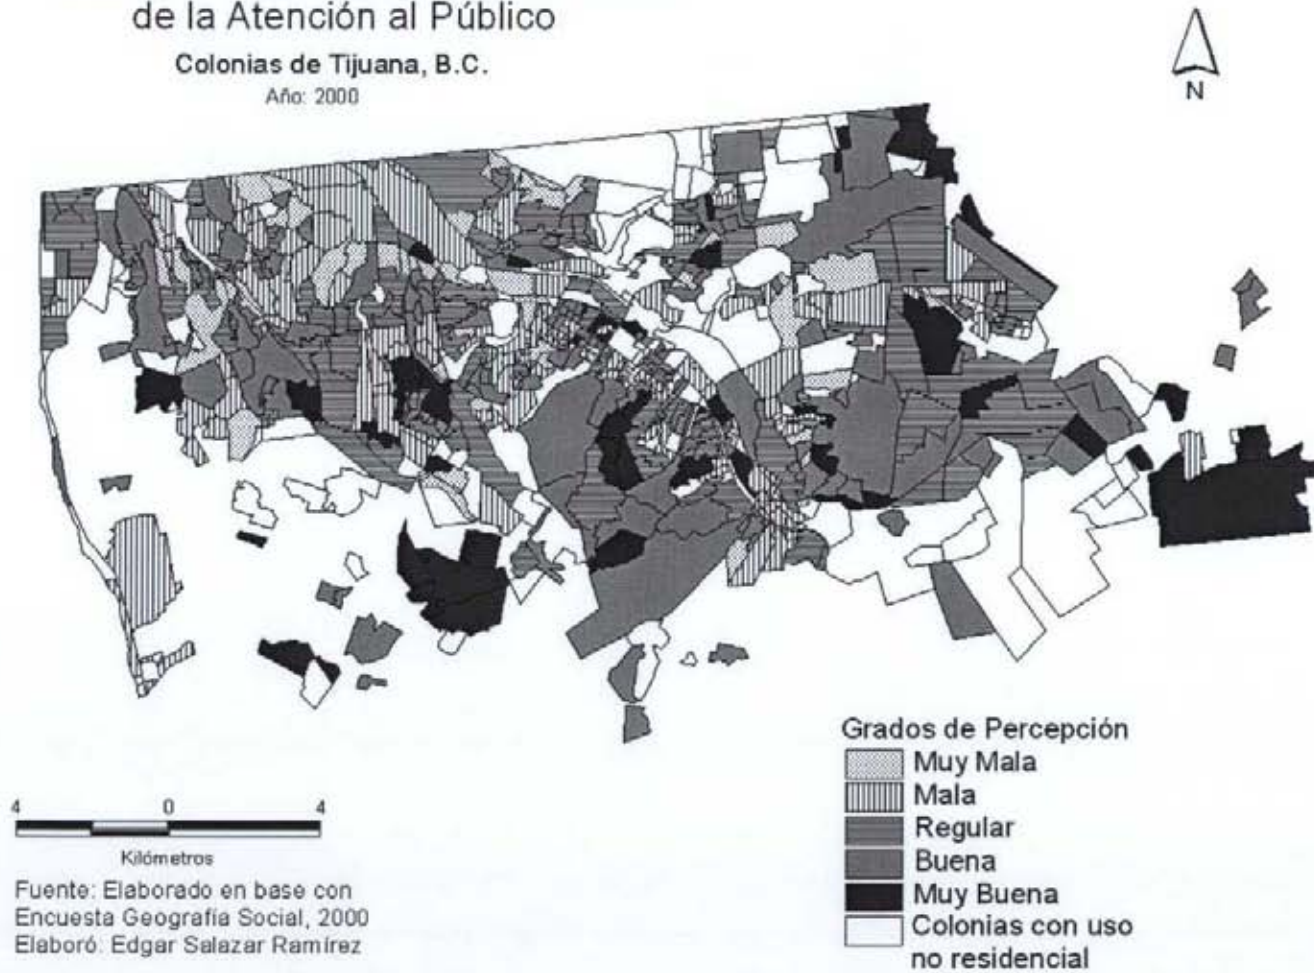 de la Atención al Público
Colonias de Tijuana, B.C.
Año: 2000
N
Grados de Percepción
Muy Mala
Mala
Regular
Buena
Muy Buena
Colonias con uso
no residencial
4 0 4
Kilómetros
Fuente: Elaborado en base con
Encuesta Geografía Social, 2000
Elaboró: Edgar Salazar Ramírez